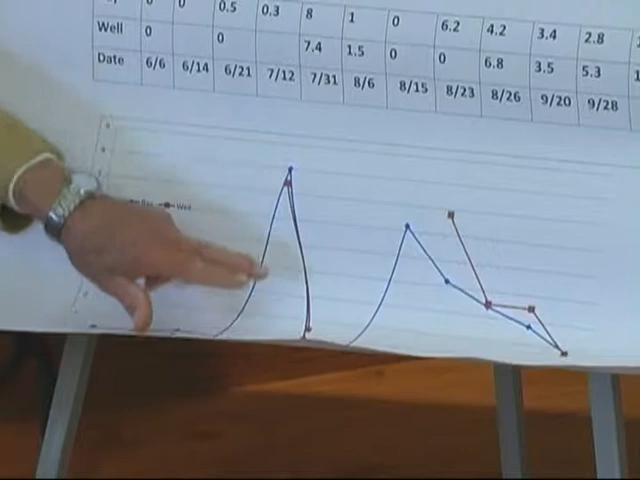 0 0 0.5 0.3 8 1 0 6.2 4.2 3.4 2.8
Well 0 0 7.4 1.5 0 0 6.8 3.5 5.3
Date 6/6 6/14 6/21 7/12 7/31 8/6 8/15 8/23 8/26 9/20 9/28
Well